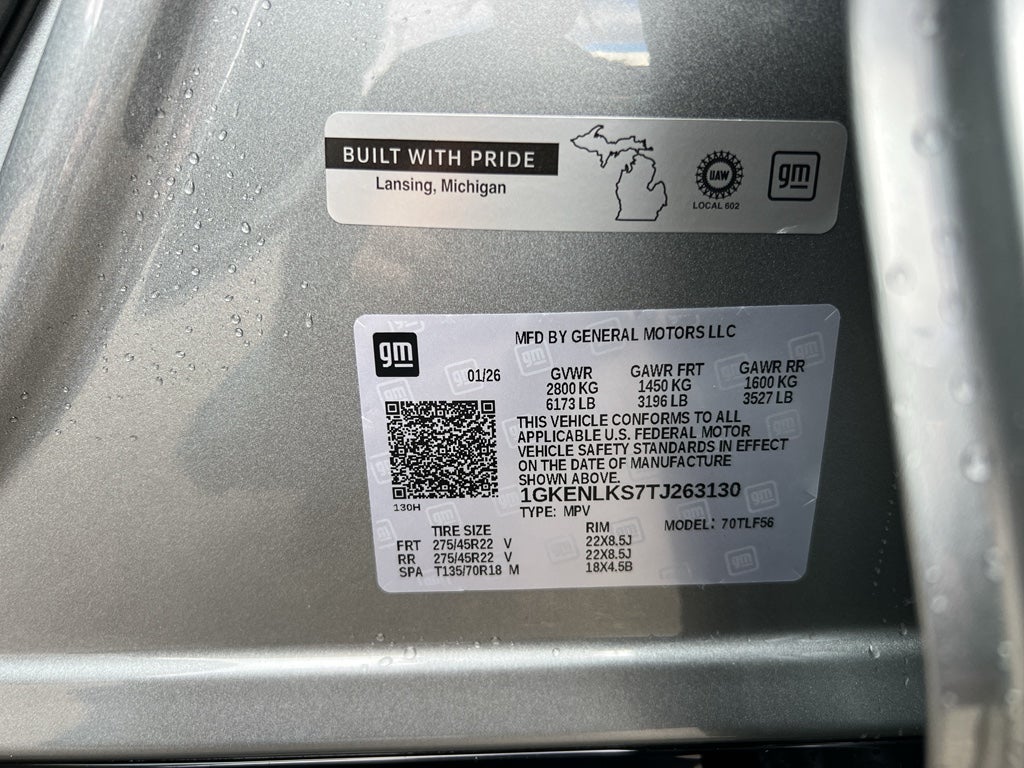 BUILT WITH PRIDE
Lansing, Michigan
UAW
LOCAL 602
gm
gm
MFD BY GENERAL MOTORS LLC
01/26
GVWR GAWR FRT GAWR RR
2800 KG 1450 KG 1600 KG
6173 LB 3196 LB 3527 LB
THIS VEHICLE CONFORMS TO ALL
APPLICABLE U.S. FEDERAL MOTOR
VEHICLE SAFETY STANDARDS IN EFFECT
ON THE DATE OF MANUFACTURE
SHOWN ABOVE.
1GKENLKS7TJ263130
130H
TYPE: MPV
TIRE SIZE RIM MODEL: 70TLF56
FRT 275/45R22 V 22X8.5J
RR 275/45R22 V 22X8.5J
SPA T135/70R18 M 18X4.5B